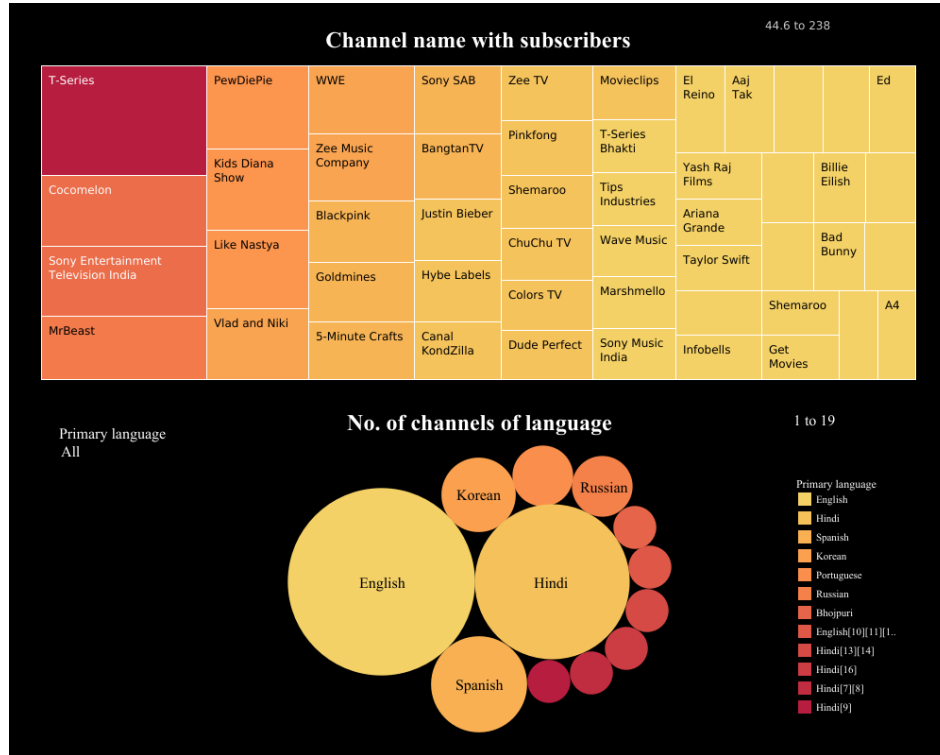 44.6 to 238
Channel name with subscribers
T-Series
PewDiePie
WWE
Sony SAB
Zee TV
Movieclips
El
Reino
Aaj
Tak
Ed
Pinkfong
T-Series
Bhakti
Zee Music
Company
BangtanTV
Kids Diana
Show
Yash Raj
Films
Billie
Eilish
Cocomelon
Shemaroo
Tips
Industries
Blackpink
Justin Bieber
Ariana
Grande
Like Nastya
ChuChu TV
Wave Music
Bad
Bunny
Sony Entertainment
Television India
Taylor Swift
Goldmines
Hybe Labels
Colors TV
Marshmello
Shemaroo
A4
MrBeast
Vlad and Niki
5-Minute Crafts
Canal
KondZilla
Dude Perfect
Sony Music
India
Infobells
Get
Movies
No. of channels of language
1 to 19
Primary language
All
Korean
Russian
English
Hindi
Spanish
Primary language
English
Hindi
Spanish
Korean
Portuguese
Russian
Bhojpuri
English[10][11][1..
Hindi[13][14]
Hindi[16]
Hindi[7][8]
Hindi[9]